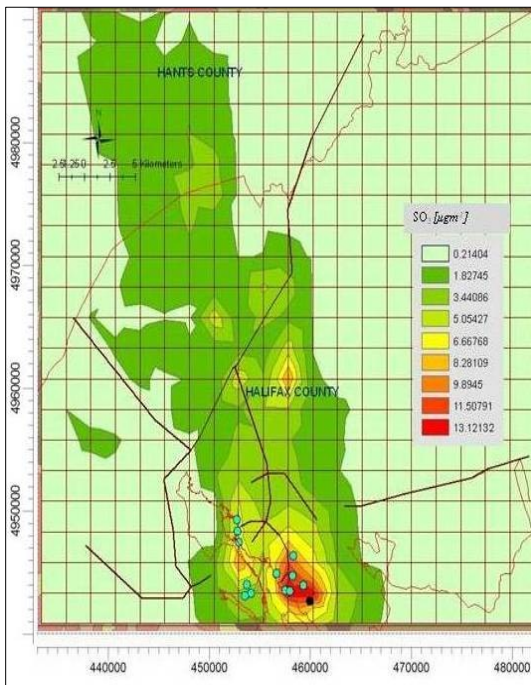 HANTS COUNTY
N
2.5 1.25 0 2.5 5 Kilometers
SO₂ [µgm⁻³]
0.21404
1.82745
3.44086
5.05427
6.66768
8.28109
9.8945
11.50791
13.12132
HALIFAX COUNTY
4980000
4970000
4960000
4950000
440000 450000 460000 470000 480000